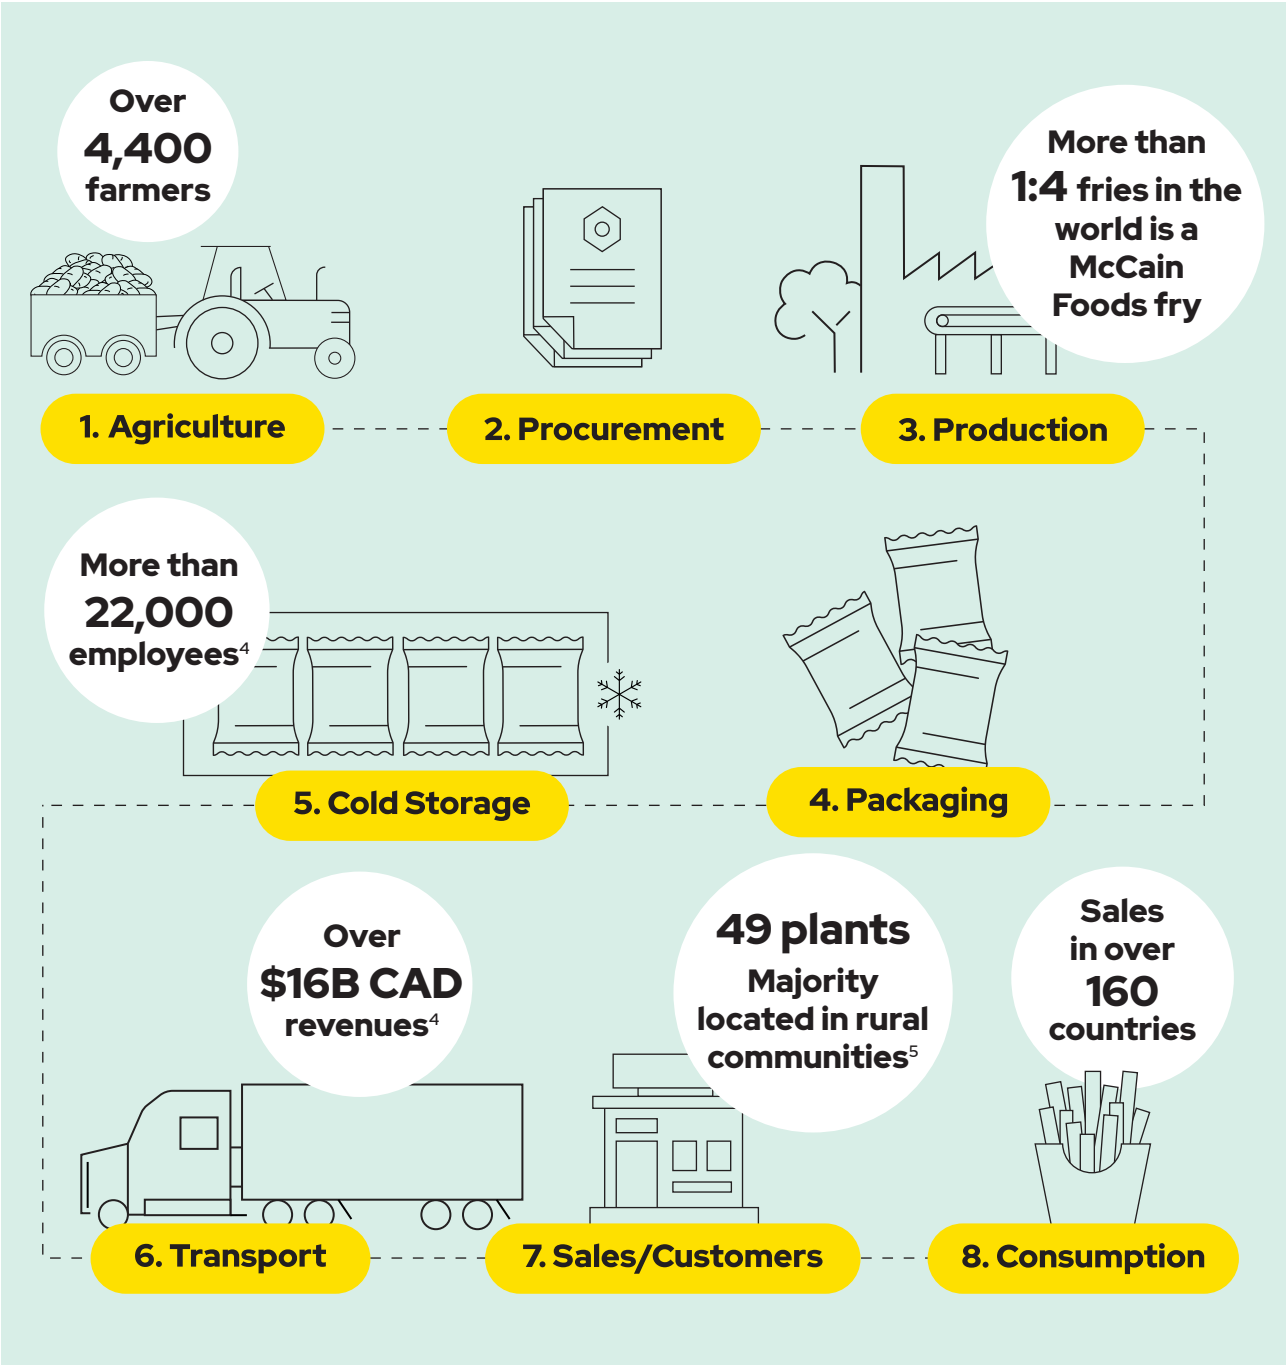 Over
4,400
farmers
More than
1:4 fries in the
world is a
McCain
Foods fry
1. Agriculture
2. Procurement
3. Production
More than
22,000
employees⁴
5. Cold Storage
4. Packaging
Over
$16B CAD
revenues⁴
49 plants
Majority
located in rural
communities⁵
Sales
in over
160
countries
6. Transport
7. Sales/Customers
8. Consumption